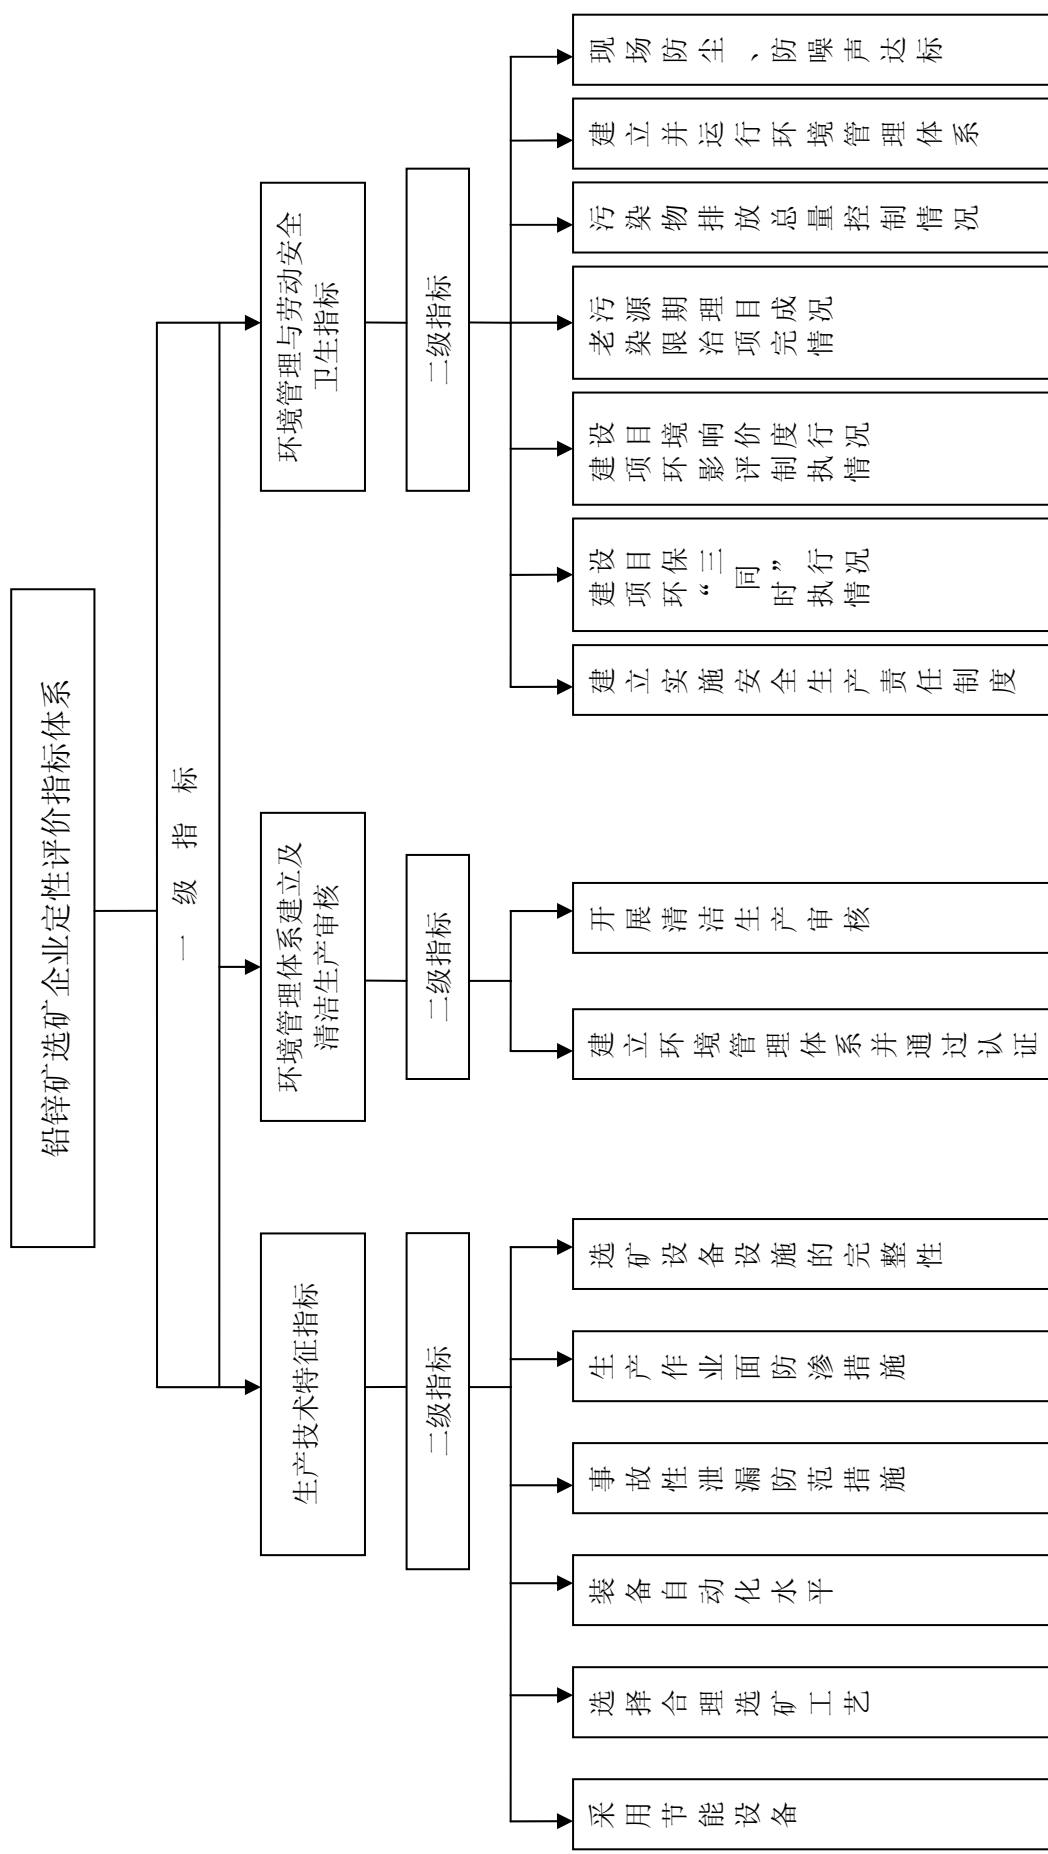 铅锌矿选矿企业定性评价指标体系
一级指标
生产技术特征指标
环境管理体系建立及
清洁生产审核
环境管理与劳动安全
卫生指标
二级指标
二级指标
二级指标
采用节能设备
选择合理选矿工艺
装备自动化水平
事故性泄漏防范措施
生产作业面防渗措施
选矿设备设施的完整性
建立环境管理体系并通过认证
开展清洁生产审核
建立实施安全生产责任制度
建设
项目
环保
“三
同
时”
执行
情况
建设
项目
环境
影响
评价
制度
执行
情况
老污
染源
限期
治理
项目
完成
情况
污染物排放总量控制情况
建立并运行环境管理体系
现场防尘、防噪声达标